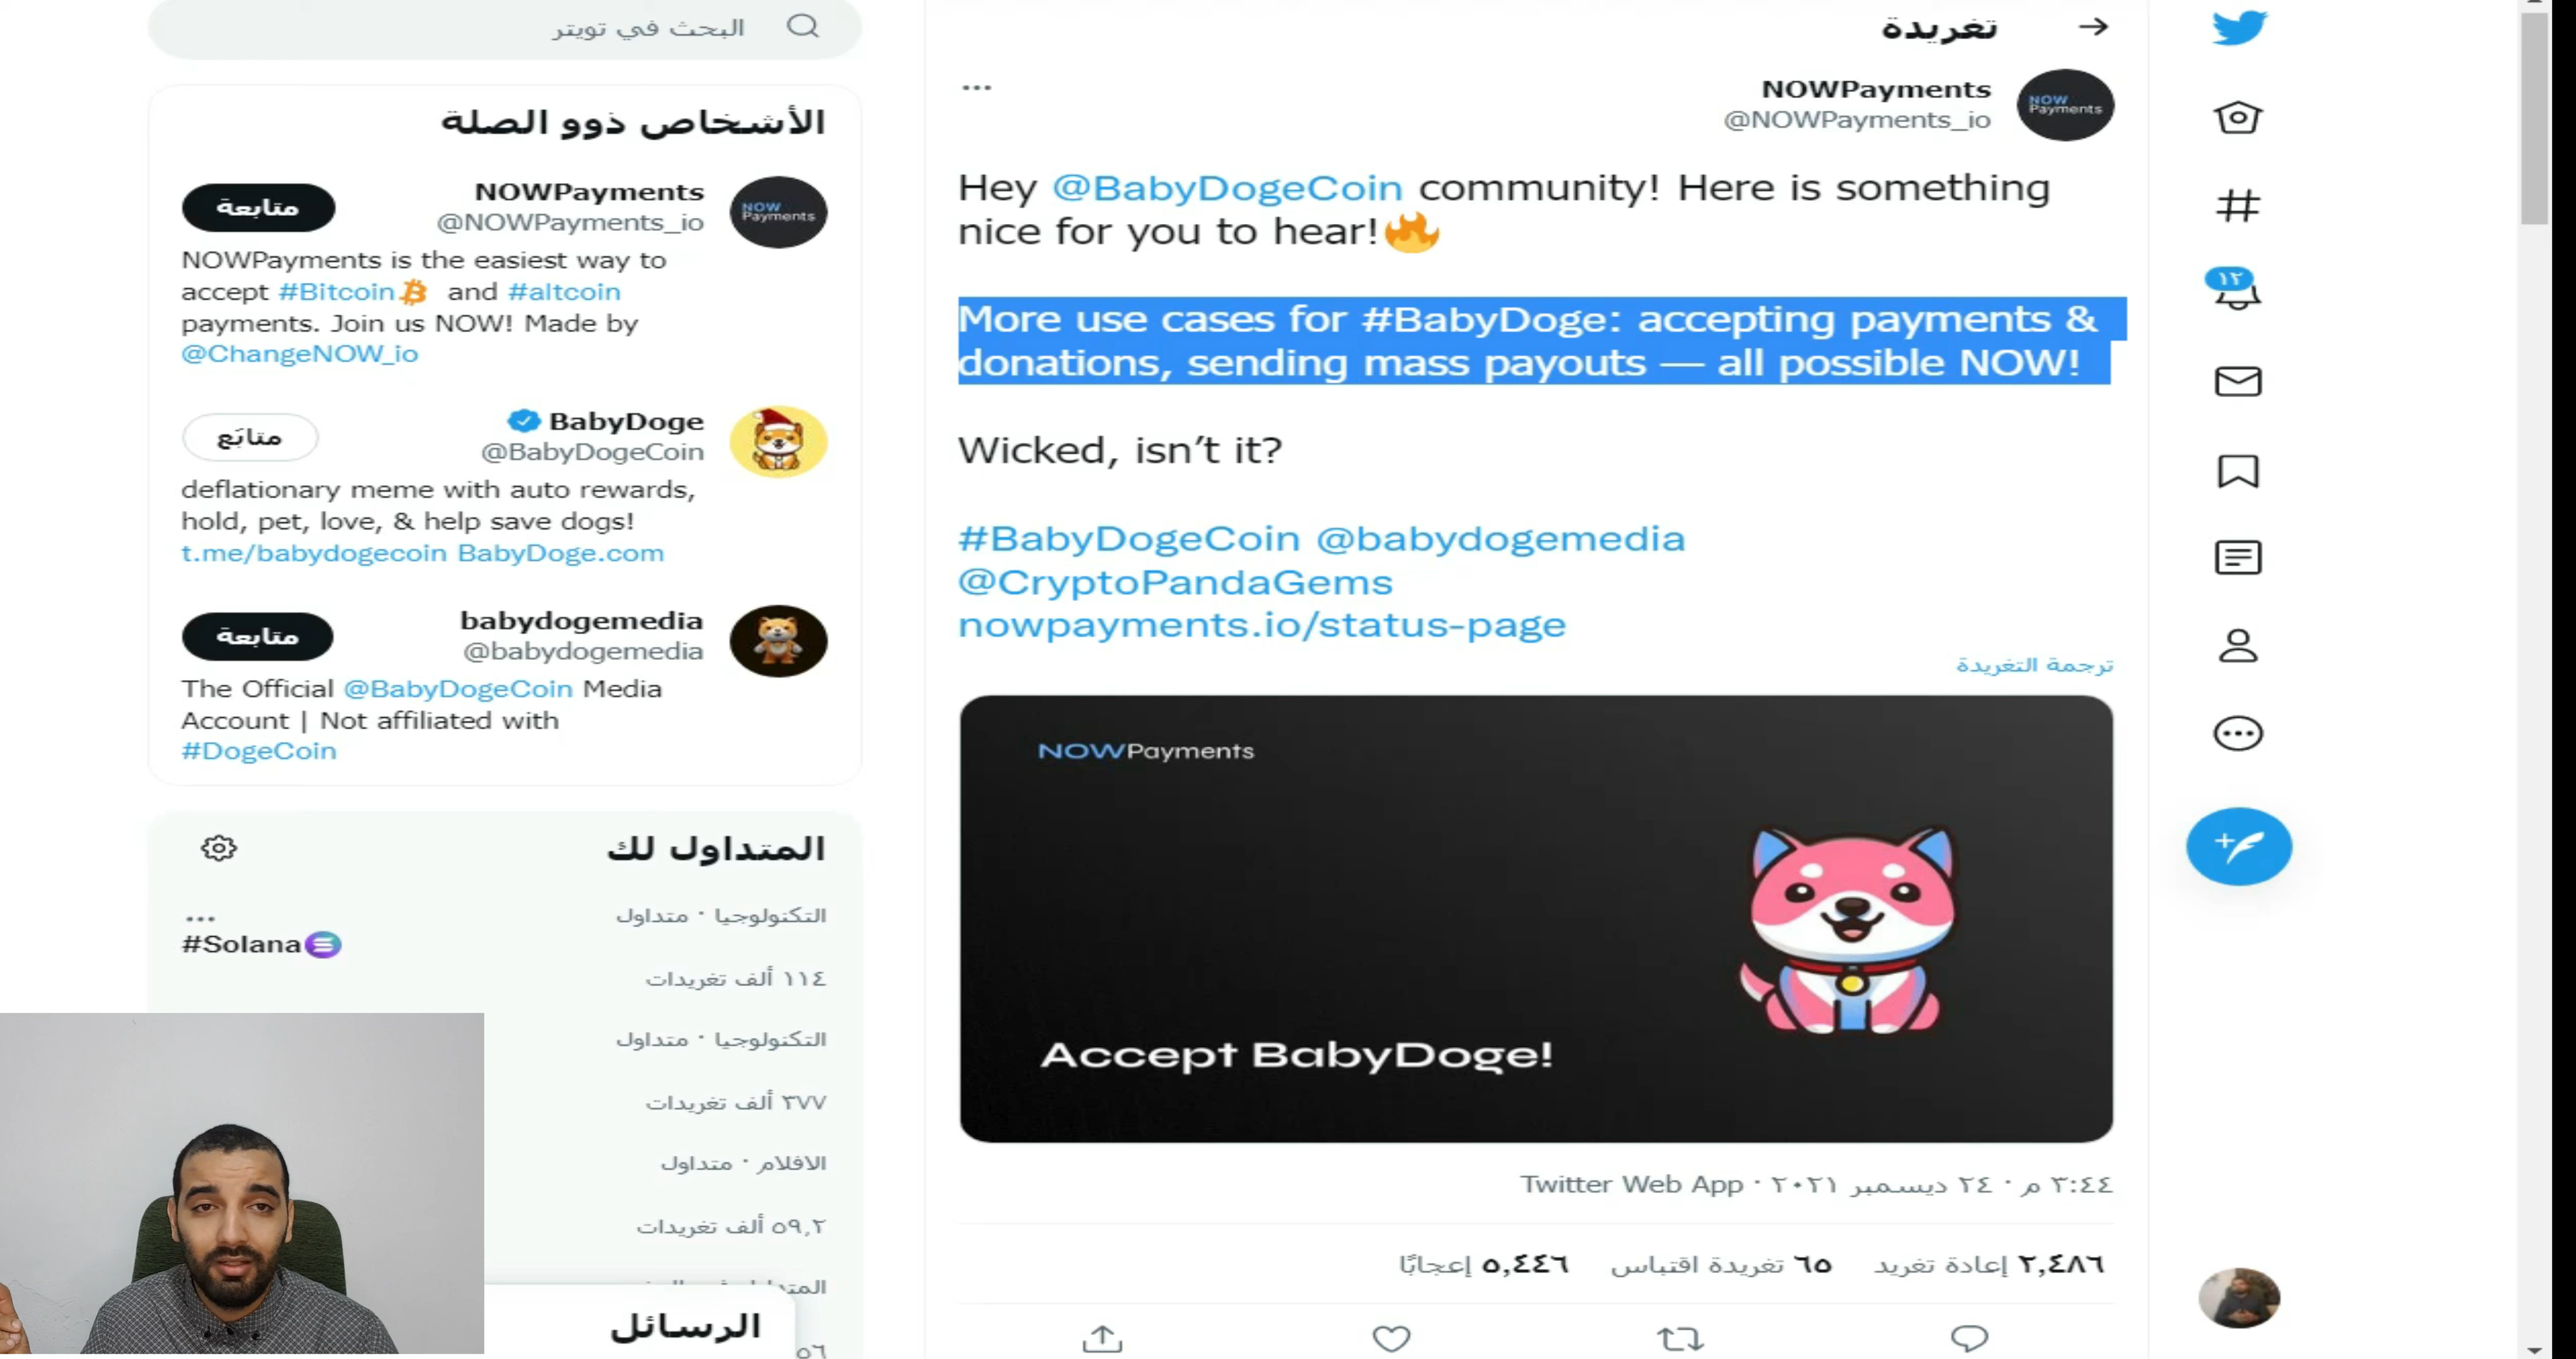 تغريدة
NOWPayments
@NOWPayments_io
NOW
Payments
Hey @BabyDogeCoin community! Here is something
nice for you to hear!🔥
More use cases for #BabyDoge: accepting payments &
donations, sending mass payouts — all possible NOW!
Wicked, isn’t it?
#BabyDogeCoin @babydogemedia
@CryptoPandaGems
nowpayments.io/status-page
ترجمة التغريدة
NOWPayments
Accept BabyDoge!
٣:٤٤ م · ٢٤ ديسمبر ٢٠٢١ · Twitter Web App
٢,٤٨٦ إعادة تغريد ٦٥ تغريدة اقتباس ٥,٤٤٦ إعجابًا
١٢
البحث في تويتر
الأشخاص ذوو الصلة
NOWPayments
@NOWPayments_io
متابعة
NOW
Payments
NOWPayments is the easiest way to
accept #Bitcoin and #altcoin
payments. Join us NOW! Made by
@ChangeNOW_io
BabyDoge
@BabyDogeCoin
متابَع
deflationary meme with auto rewards,
hold, pet, love, & help save dogs!
t.me/babydogecoin BabyDoge.com
babydogemedia
@babydogemedia
متابعة
The Official @BabyDogeCoin Media
Account | Not affiliated with
#DogeCoin
المتداول لك
التكنولوجيا · متداول
#Solana
١١٤ ألف تغريدات
التكنولوجيا · متداول
٣٧٧ ألف تغريدات
الافلام · متداول
٥٩,٢ ألف تغريدات
الرسائل
٥٦